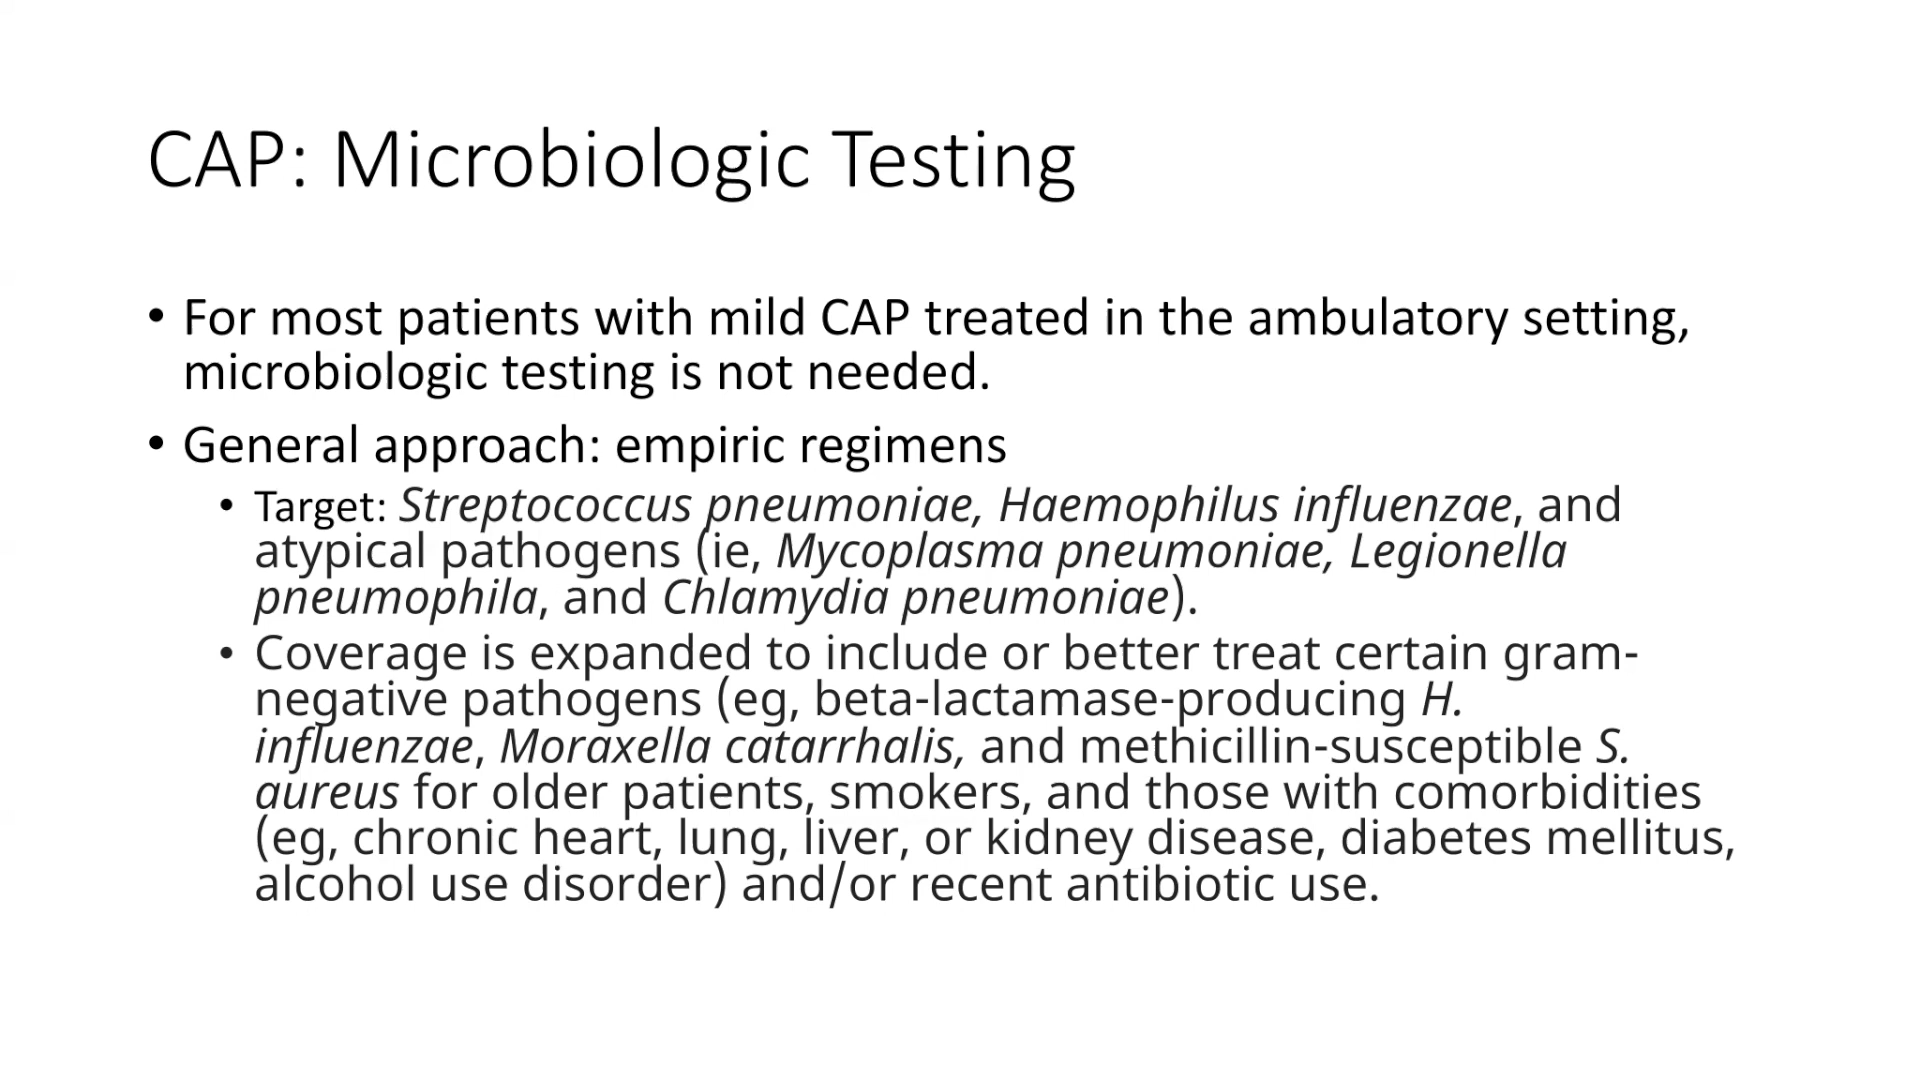 CAP: Microbiologic Testing
• For most patients with mild CAP treated in the ambulatory setting,
microbiologic testing is not needed.
• General approach: empiric regimens
• Target: Streptococcus pneumoniae, Haemophilus influenzae, and
atypical pathogens (ie, Mycoplasma pneumoniae, Legionella
pneumophila, and Chlamydia pneumoniae).
• Coverage is expanded to include or better treat certain gram-
negative pathogens (eg, beta-lactamase-producing H.
influenzae, Moraxella catarrhalis, and methicillin-susceptible S.
aureus for older patients, smokers, and those with comorbidities
(eg, chronic heart, lung, liver, or kidney disease, diabetes mellitus,
alcohol use disorder) and/or recent antibiotic use.